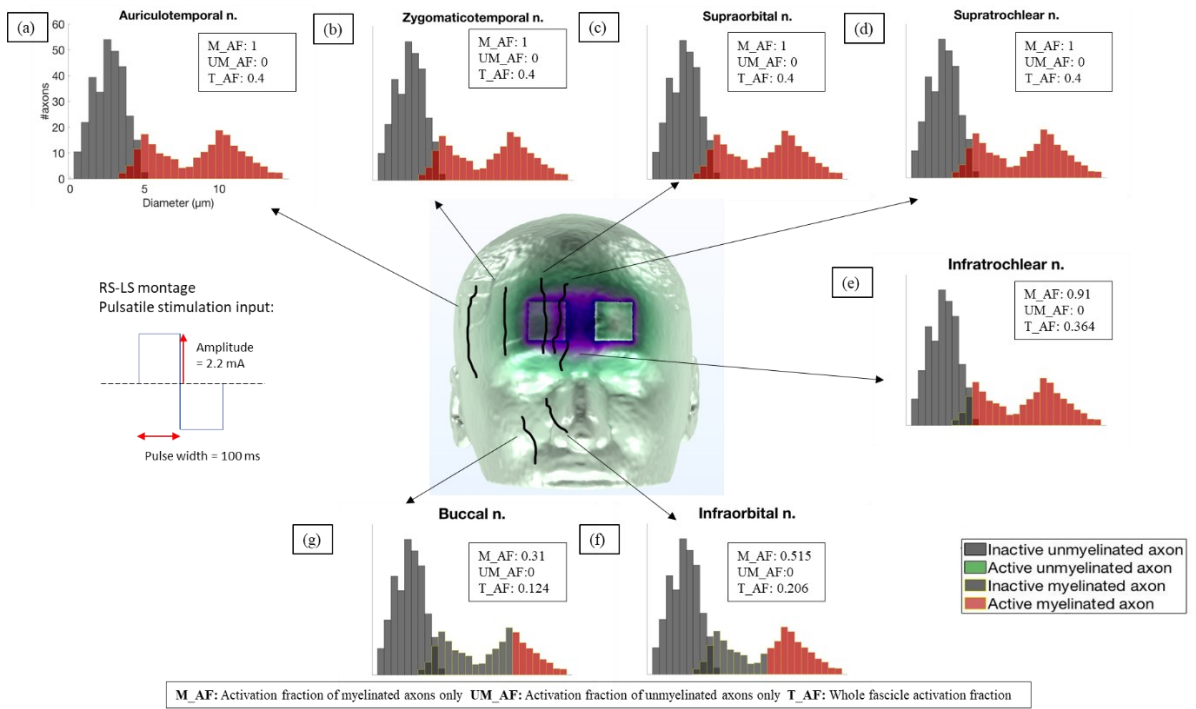 (a)
Auriculotemporal n.
M_AF: 1
UM_AF: 0
T_AF: 0.4
60
50
40
30
20
10
0
#axons
0
5
10
Diameter (µm)
(b)
Zygomaticotemporal n.
M_AF: 1
UM_AF: 0
T_AF: 0.4
(c)
Supraorbital n.
M_AF: 1
UM_AF: 0
T_AF: 0.4
(d)
Supratrochlear n.
M_AF: 1
UM_AF: 0
T_AF: 0.4
(e)
Infratrochlear n.
M_AF: 0.91
UM_AF: 0
T_AF: 0.364
RS-LS montage
Pulsatile stimulation input:
Amplitude
= 2.2 mA
Pulse width = 100 ms
(g)
Buccal n.
M_AF: 0.31
UM_AF:0
T_AF: 0.124
(f)
Infraorbital n.
M_AF: 0.515
UM_AF:0
T_AF: 0.206
Inactive unmyelinated axon
Active unmyelinated axon
Inactive myelinated axon
Active myelinated axon
M_AF: Activation fraction of myelinated axons only UM_AF: Activation fraction of unmyelinated axons only T_AF: Whole fascicle activation fraction